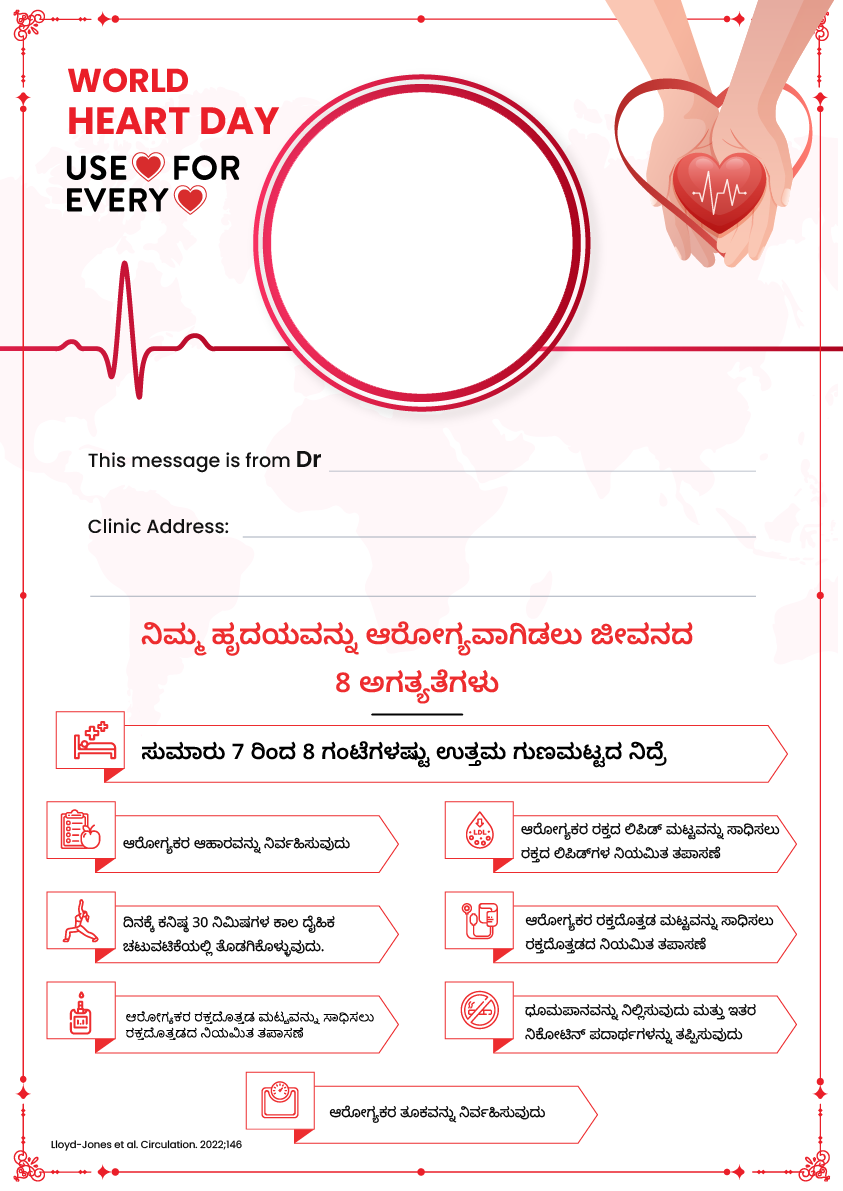 WORLD
HEART DAY
USE FOR
EVERY
This message is from Dr
Clinic Address:
ನಿಮ್ಮ ಹೃದಯವನ್ನು ಆರೋಗ್ಯವಾಗಿಡಲು ಜೀವನದ
8 ಅಗತ್ಯತೆಗಳು
ಸುಮಾರು 7 ರಿಂದ 8 ಗಂಟೆಗಳಷ್ಟು ಉತ್ತಮ ಗುಣಮಟ್ಟದ ನಿದ್ರೆ
ಆರೋಗ್ಯಕರ ಆಹಾರವನ್ನು ನಿರ್ವಹಿಸುವುದು
LDL
ಆರೋಗ್ಯಕರ ರಕ್ತದ ಲಿಪಿಡ್ ಮಟ್ಟವನ್ನು ಸಾಧಿಸಲು
ರಕ್ತದ ಲಿಪಿಡ್‌ಗಳ ನಿಯಮಿತ ತಪಾಸಣೆ
ದಿನಕ್ಕೆ ಕನಿಷ್ಠ 30 ನಿಮಿಷಗಳ ಕಾಲ ದೈಹಿಕ
ಚಟುವಟಿಕೆಯಲ್ಲಿ ತೊಡಗಿಕೊಳ್ಳುವುದು.
ಆರೋಗ್ಯಕರ ರಕ್ತದೊತ್ತಡ ಮಟ್ಟವನ್ನು ಸಾಧಿಸಲು
ರಕ್ತದೊತ್ತಡದ ನಿಯಮಿತ ತಪಾಸಣೆ
ಆರೋಗ್ಯಕರ ರಕ್ತದೊತ್ತಡ ಮಟ್ಟವನ್ನು ಸಾಧಿಸಲು
ರಕ್ತದೊತ್ತಡದ ನಿಯಮಿತ ತಪಾಸಣೆ
ಧೂಮಪಾನವನ್ನು ನಿಲ್ಲಿಸುವುದು ಮತ್ತು ಇತರ
ನಿಕೋಟಿನ್ ಪದಾರ್ಥಗಳನ್ನು ತಪ್ಪಿಸುವುದು
ಆರೋಗ್ಯಕರ ತೂಕವನ್ನು ನಿರ್ವಹಿಸುವುದು
Lloyd-Jones et al. Circulation. 2022;146